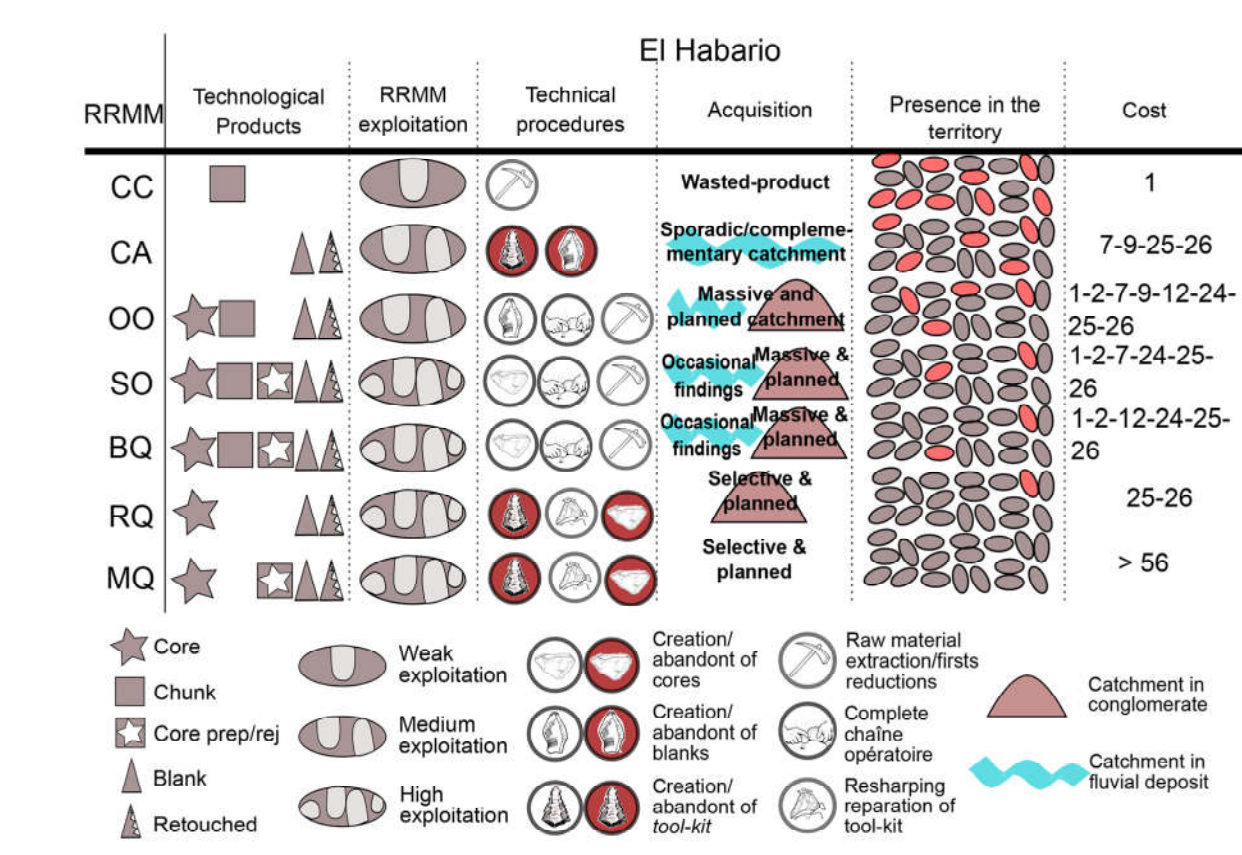 El Habario
RRMM
Technological
Products
RRMM
exploitation
Technical
procedures
Acquisition
Presence in the
territory
Cost
CC
Wasted-product
1
CA
Sporadic/compleme-
mentary catchment
7-9-25-26
OO
Massive and
planned catchment
1-2-7-9-12-24-
25-26
SO
Occasional
findings
Massive &
planned
1-2-7-24-25-
26
BQ
Occasional
findings
Massive &
planned
1-2-12-24-25-
26
RQ
Selective &
planned
25-26
MQ
Selective &
planned
> 56
Core
Chunk
Core prep/rej
Blank
Retouched
Weak
exploitation
Medium
exploitation
High
exploitation
Creation/
abandont of
cores
Creation/
abandont of
blanks
Creation/
abandont of
tool-kit
Raw material
extraction/firsts
reductions
Complete
chaîne
opératoire
Resharping
reparation of
tool-kit
Catchment in
conglomerate
Catchment in
fluvial deposit